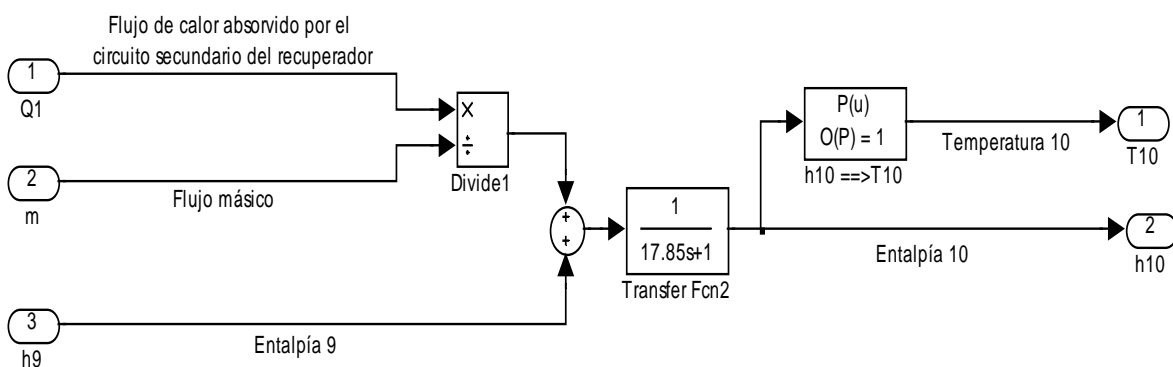 Flujo de calor absorvido por el
circuito secundario del recuperador
1
Q1
×
÷
Divide1
2
m
Flujo másico
+
+
1
17.85s+1
Transfer Fcn2
P(u)
O(P) = 1
h10 ==>T10
Temperatura 10
1
T10
Entalpía 10
2
h10
3
h9
Entalpía 9